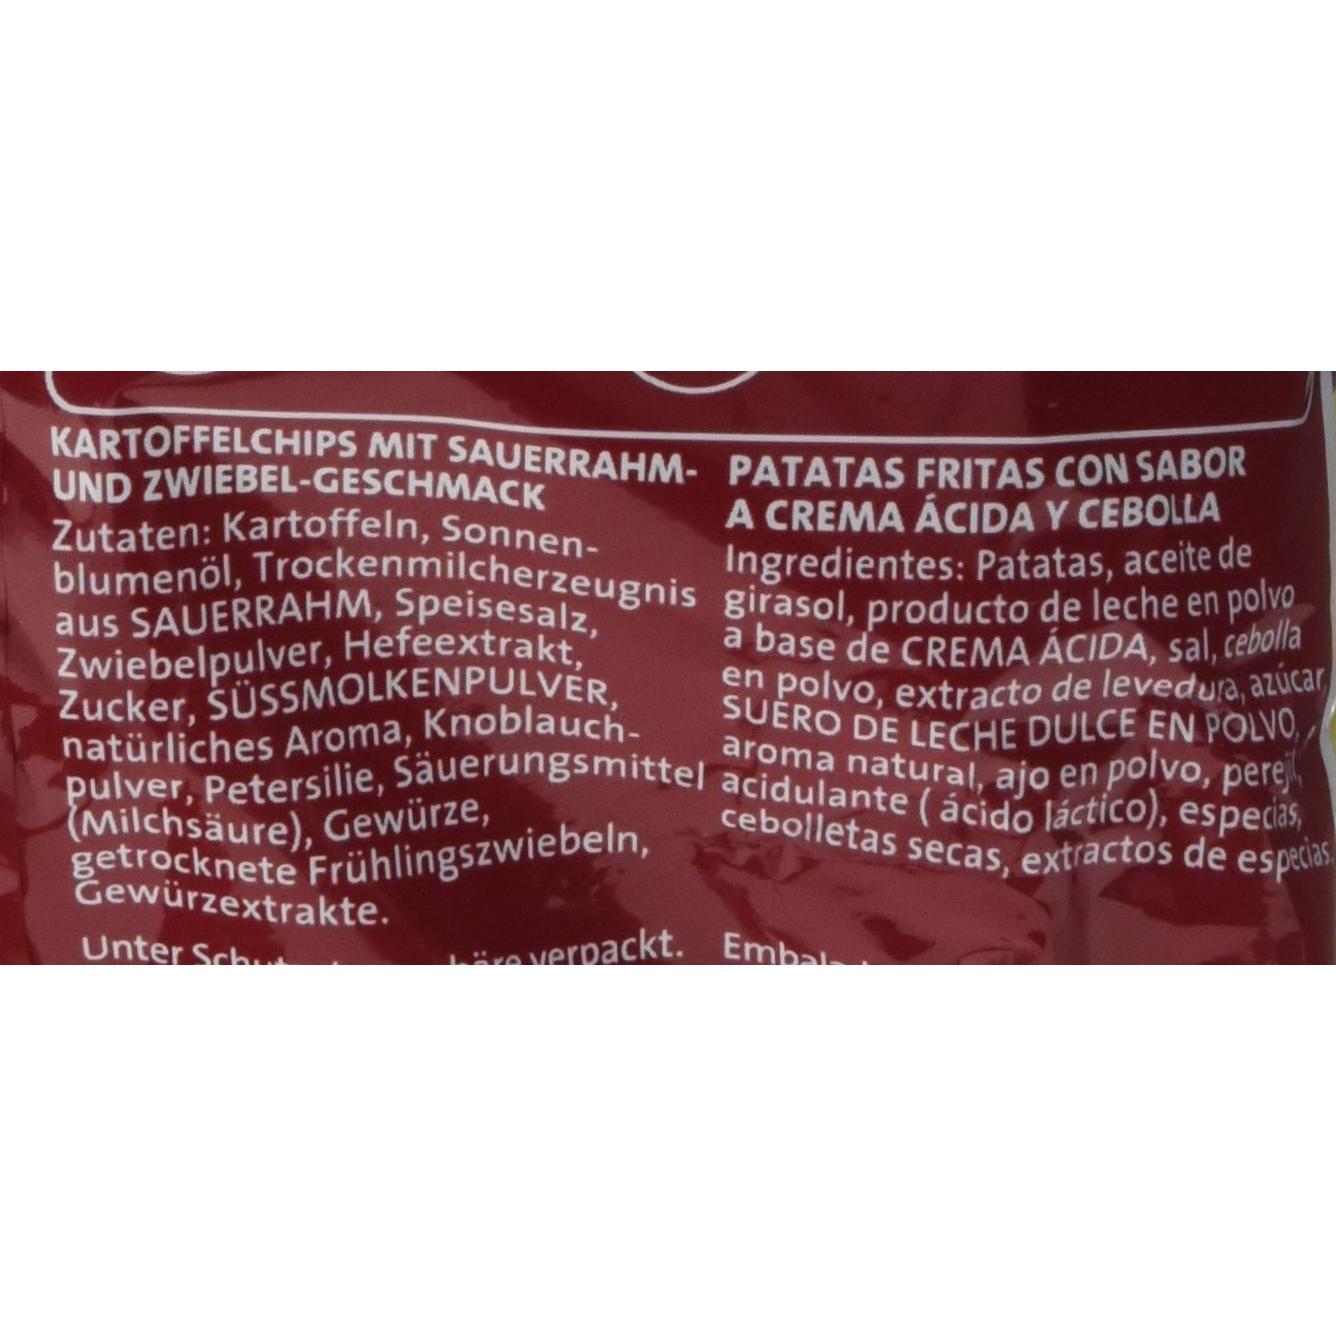 KARTOFFELCHIPS MIT SAUERRAHM-
UND ZWIEBEL-GESCHMACK
Zutaten: Kartoffeln, Sonnen-
blumenöl, Trockenmilcherzeugnis
aus SAUERRAHM, Speisesalz,
Zwiebelpulver, Hefeextrakt,
Zucker, SÜSSMOLKENPULVER,
natürliches Aroma, Knoblauch-
pulver, Petersilie, Säuerungsmittel
(Milchsäure), Gewürze,
getrocknete Frühlingszwiebeln,
Gewürzextrakte.
Unter verpackt.
PATATAS FRITAS CON SABOR
A CREMA ÁCIDA Y CEBOLLA
Ingredientes: Patatas, aceite de
girasol, producto de leche en polvo
a base de CREMA ÁCIDA, sal, cebolla
en polvo, extracto de levedura, azúcar,
SUERO DE LECHE DULCE EN POLVO,
aroma natural, ajo en polvo, perejil,
acidulante ( ácido láctico), especias,
cebolletas secas, extractos de especias.